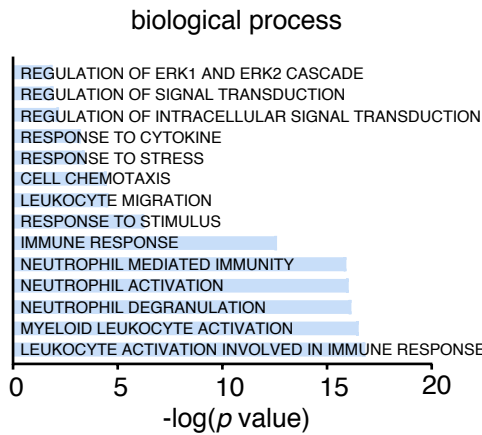 biological process
REGULATION OF ERK1 AND ERK2 CASCADE
REGULATION OF SIGNAL TRANSDUCTION
REGULATION OF INTRACELLULAR SIGNAL TRANSDUCTION
RESPONSE TO CYTOKINE
RESPONSE TO STRESS
CELL CHEMOTAXIS
LEUKOCYTE MIGRATION
RESPONSE TO STIMULUS
IMMUNE RESPONSE
NEUTROPHIL MEDIATED IMMUNITY
NEUTROPHIL ACTIVATION
NEUTROPHIL DEGRANULATION
MYELOID LEUKOCYTE ACTIVATION
LEUKOCYTE ACTIVATION INVOLVED IN IMMUNE RESPONSE
0 5 10 15 20
-log(p value)